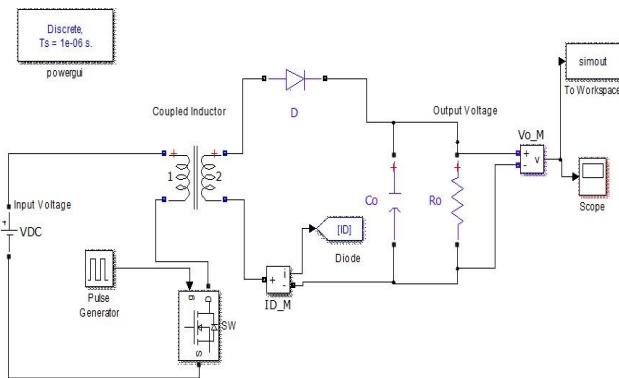 Discrete,
Ts = 1e-06 s.
powergui
Coupled Inductor
D
Output Voltage
simout
To Workspace
Vo_M
+
-
v
Scope
+
1
+
2
+
Co
+
Ro
Input Voltage
+
VDC
[ID]
Diode
Pulse
Generator
g
D
S
SW
+
-
i
ID_M